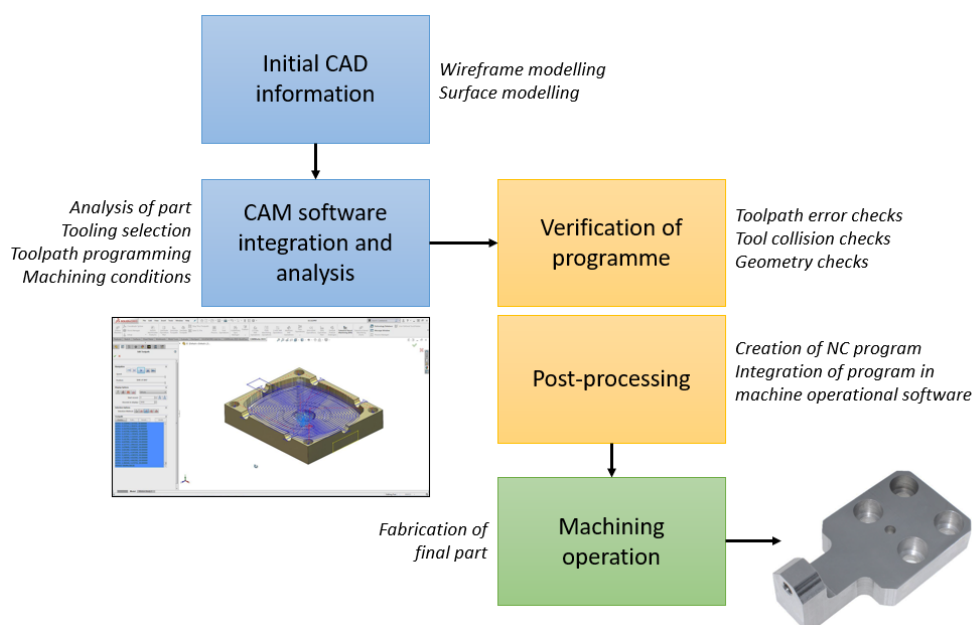 Initial CAD
information
Wireframe modelling
Surface modelling
Analysis of part
Tooling selection
Toolpath programming
Machining conditions
CAM software
integration and
analysis
Verification of
programme
Toolpath error checks
Tool collision checks
Geometry checks
Post-processing
Creation of NC program
Integration of program in
machine operational software
Fabrication of
final part
Machining
operation